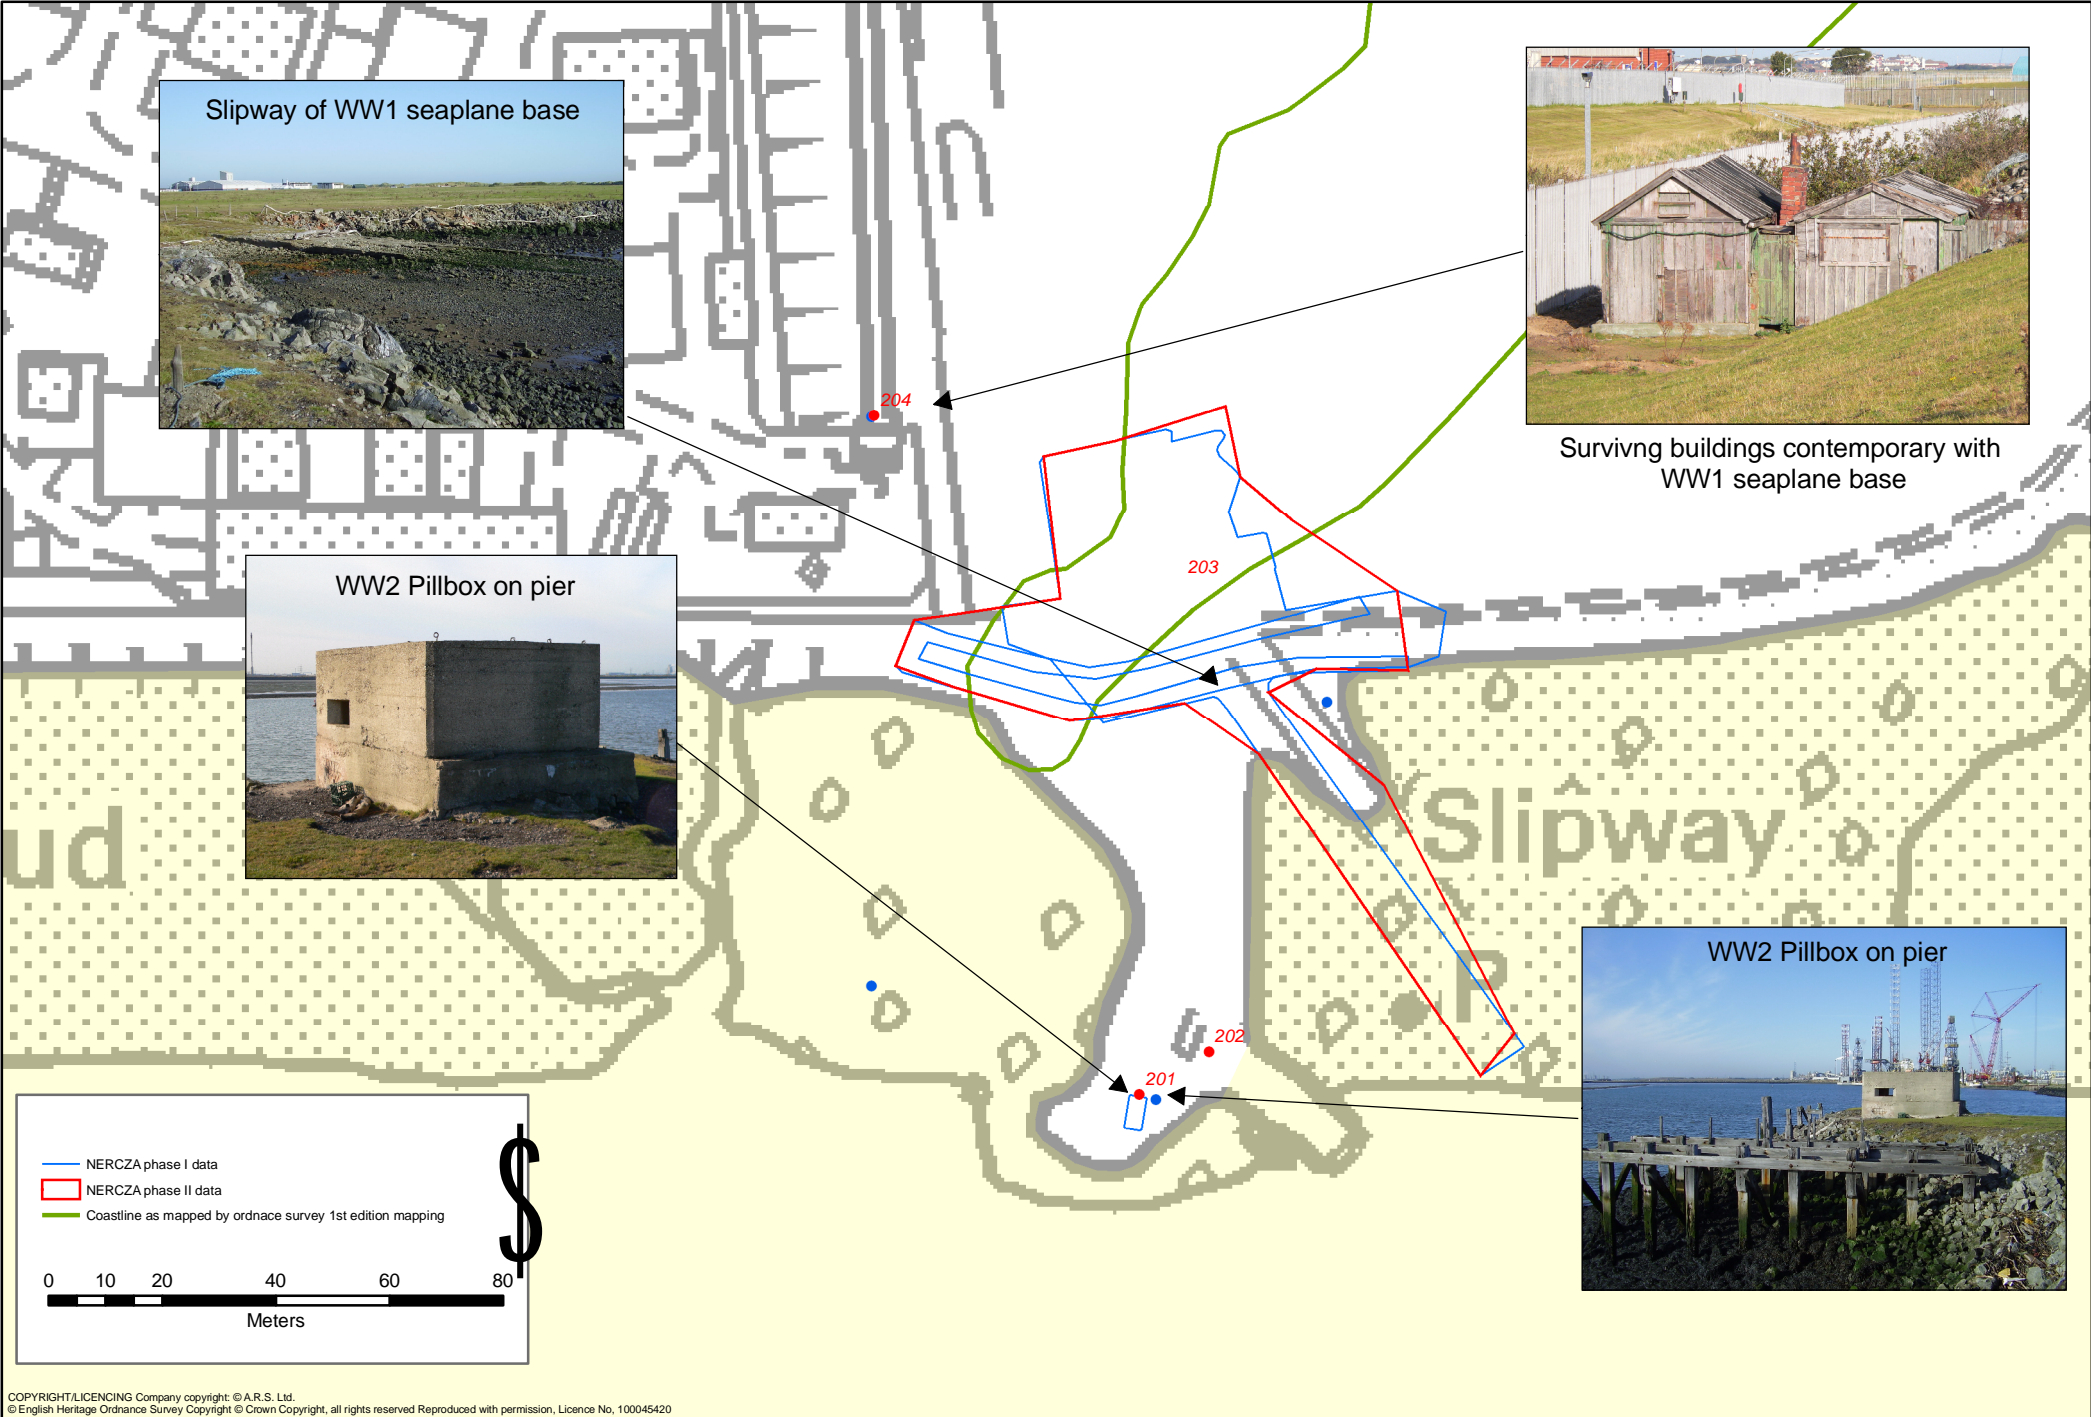 Slipway of WW1 seaplane base
Survivng buildings contemporary with
WW1 seaplane base
204
203
WW2 Pillbox on pier
ud
Slipway
P
WW2 Pillbox on pier
202
201
NERCZA phase I data
NERCZA phase II data
Coastline as mapped by ordnace survey 1st edition mapping
$
0 10 20 40 60 80
Meters
COPYRIGHT/LICENCING Company copyright: © A.R.S. Ltd.
© English Heritage Ordnance Survey Copyright © Crown Copyright, all rights reserved Reproduced with permission, Licence No, 100045420